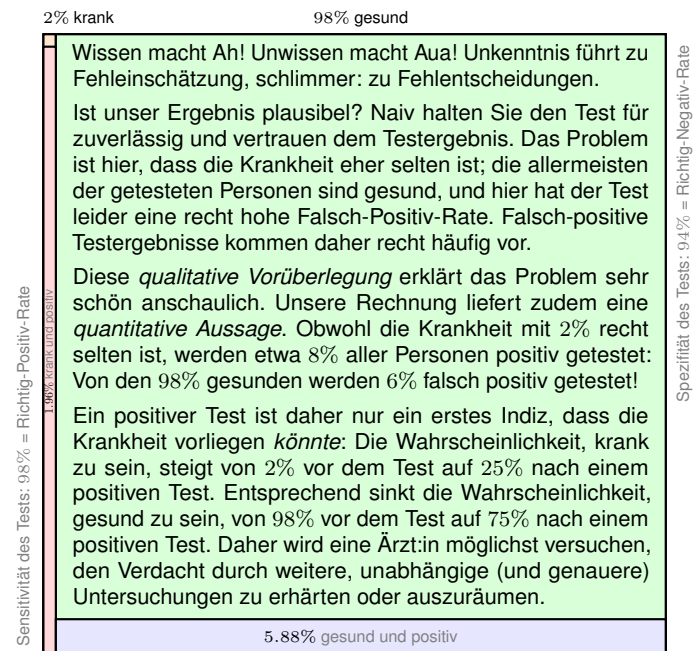 2% krank 98% gesund
Wissen macht Ah! Unwissen macht Aua! Unkenntnis führt zu
Fehleinschätzung, schlimmer: zu Fehlentscheidungen.
Ist unser Ergebnis plausibel? Naiv halten Sie den Test für
zuverlässig und vertrauen dem Testergebnis. Das Problem
ist hier, dass die Krankheit eher selten ist; die allermeisten
der getesteten Personen sind gesund, und hier hat der Test
leider eine recht hohe Falsch-Positiv-Rate. Falsch-positive
Testergebnisse kommen daher recht häufig vor.
Diese qualitative Vorüberlegung erklärt das Problem sehr
schön anschaulich. Unsere Rechnung liefert zudem eine
quantitative Aussage. Obwohl die Krankheit mit 2% recht
selten ist, werden etwa 8% aller Personen positiv getestet:
Von den 98% gesunden werden 6% falsch positiv getestet!
Ein positiver Test ist daher nur ein erstes Indiz, dass die
Krankheit vorliegen könnte: Die Wahrscheinlichkeit, krank
zu sein, steigt von 2% vor dem Test auf 25% nach einem
positiven Test. Entsprechend sinkt die Wahrscheinlichkeit,
gesund zu sein, von 98% vor dem Test auf 75% nach einem
positiven Test. Daher wird eine Ärzt:in möglichst versuchen,
den Verdacht durch weitere, unabhängige (und genauere)
Untersuchungen zu erhärten oder auszuräumen.
5.88% gesund und positiv
Sensitivität des Tests: 98% = Richtig-Positiv-Rate
1.96% krank und positiv
Spezifität des Tests: 94% = Richtig-Negativ-Rate